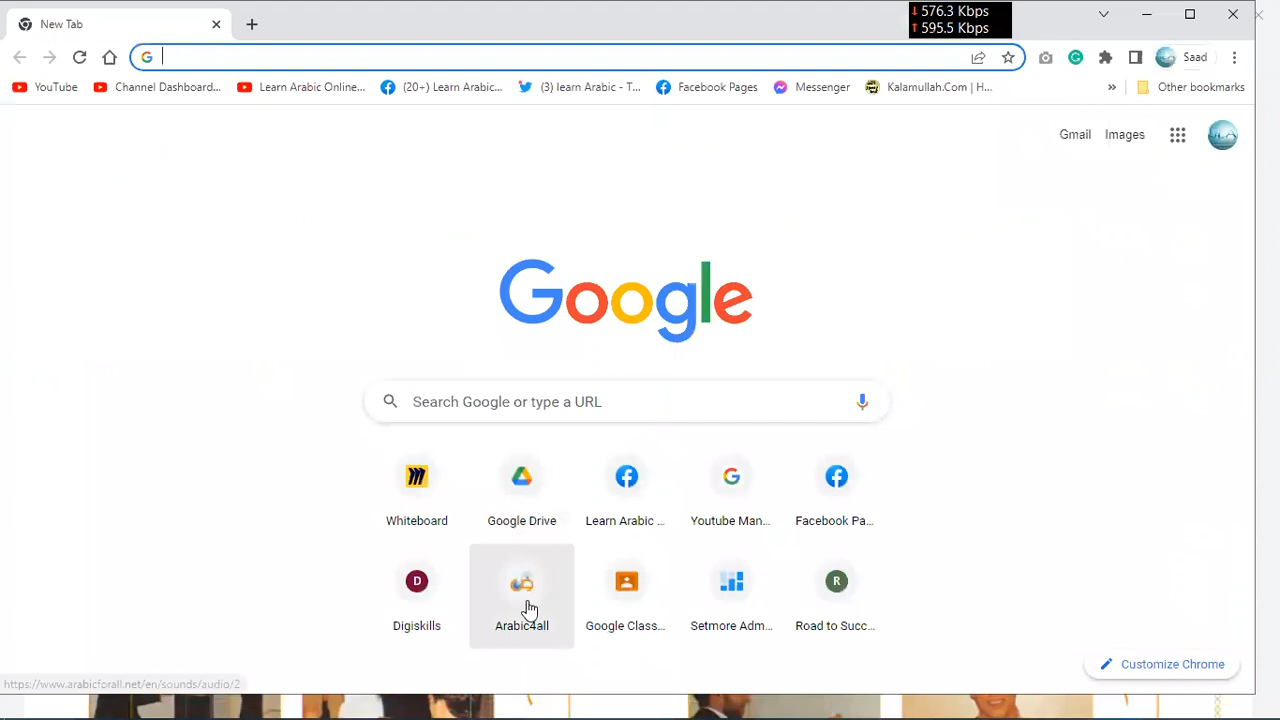 New Tab
↓ 576.3 Kbps
↑ 595.5 Kbps
Saad
YouTube
Channel Dashboard...
Learn Arabic Online...
(20+) Learn Arabic...
(3) learn Arabic - T...
Facebook Pages
Messenger
Kalamullah.Com | H...
»
Other bookmarks
Gmail
Images
Google
Search Google or type a URL
Whiteboard
Google Drive
Learn Arabic ...
Youtube Man...
Facebook Pa...
D
R
Digiskills
Arabic4all
Google Class...
Setmore Adm...
Road to Succ...
Customize Chrome
https://www.arabicforall.net/en/sounds/audio/2